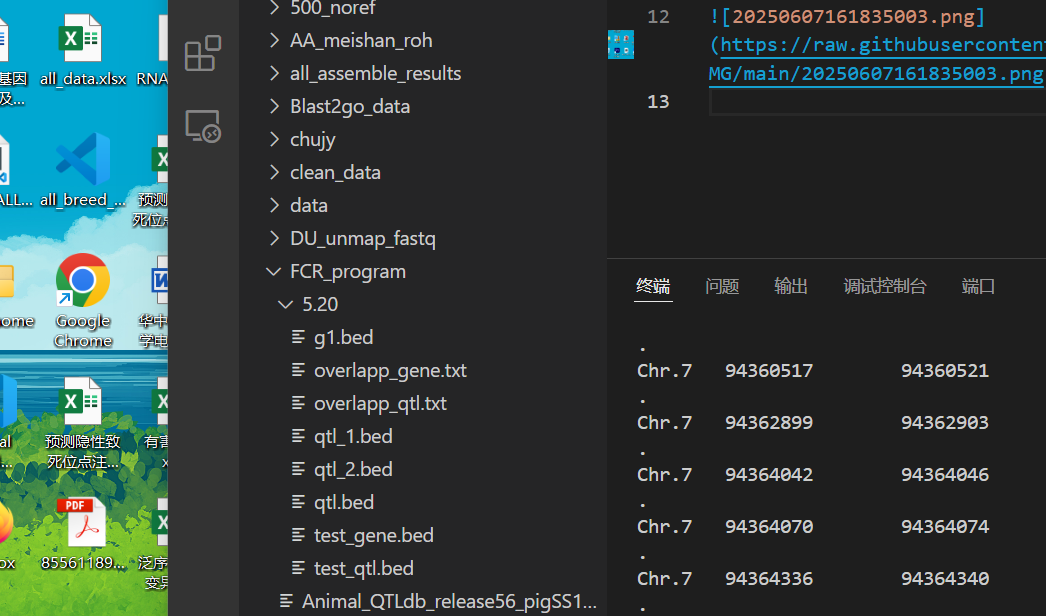 基因
及...
all_data.xlsx
RNA
ALL...
all_breed_...
预测
死位点
ome
Google
Chrome
华中
学电
al
...
预测隐性致
死位点注...
有害
x
PDF
ox
85561189...
泛序
变异
500_noref
AA_meishan_roh
all_assemble_results
Blast2go_data
chujy
clean_data
data
DU_unmap_fastq
FCR_program
5.20
g1.bed
overlapp_gene.txt
overlapp_qtl.txt
qtl_1.bed
qtl_2.bed
qtl.bed
test_gene.bed
test_qtl.bed
Animal_QTLdb_release56_pigSS1...
12 ![20250607161835003.png]
(https://raw.githubuserconten
MG/main/20250607161835003.png
13
终端 问题 输出 调试控制台 端口
.
Chr.7 94360517 94360521
.
Chr.7 94362899 94362903
.
Chr.7 94364042 94364046
.
Chr.7 94364070 94364074
.
Chr.7 94364336 94364340
.